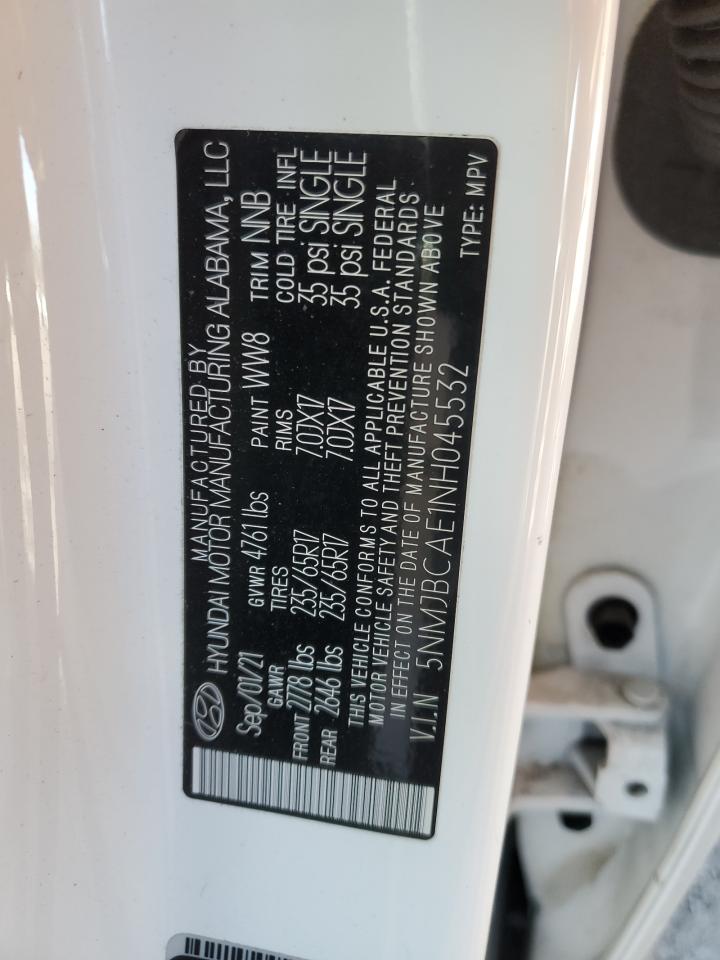 MANUFACTURED BY
HYUNDAI MOTOR MANUFACTURING ALABAMA, LLC
Sep/01/21 GVWR 4761 lbs PAINT WW8 TRIM NNB
GAWR TIRES RIMS COLD TIRE INFL
FRONT 2778 lbs 235/65R17 7.0JX17 35 psi SINGLE
REAR 2646 lbs 235/65R17 7.0JX17 35 psi SINGLE
THIS VEHICLE CONFORMS TO ALL APPLICABLE U.S.A. FEDERAL
MOTOR VEHICLE SAFETY AND THEFT PREVENTION STANDARDS
IN EFFECT ON THE DATE OF MANUFACTURE SHOWN ABOVE
V.I.N 5NMJBCAE1NH045532
TYPE: MPV